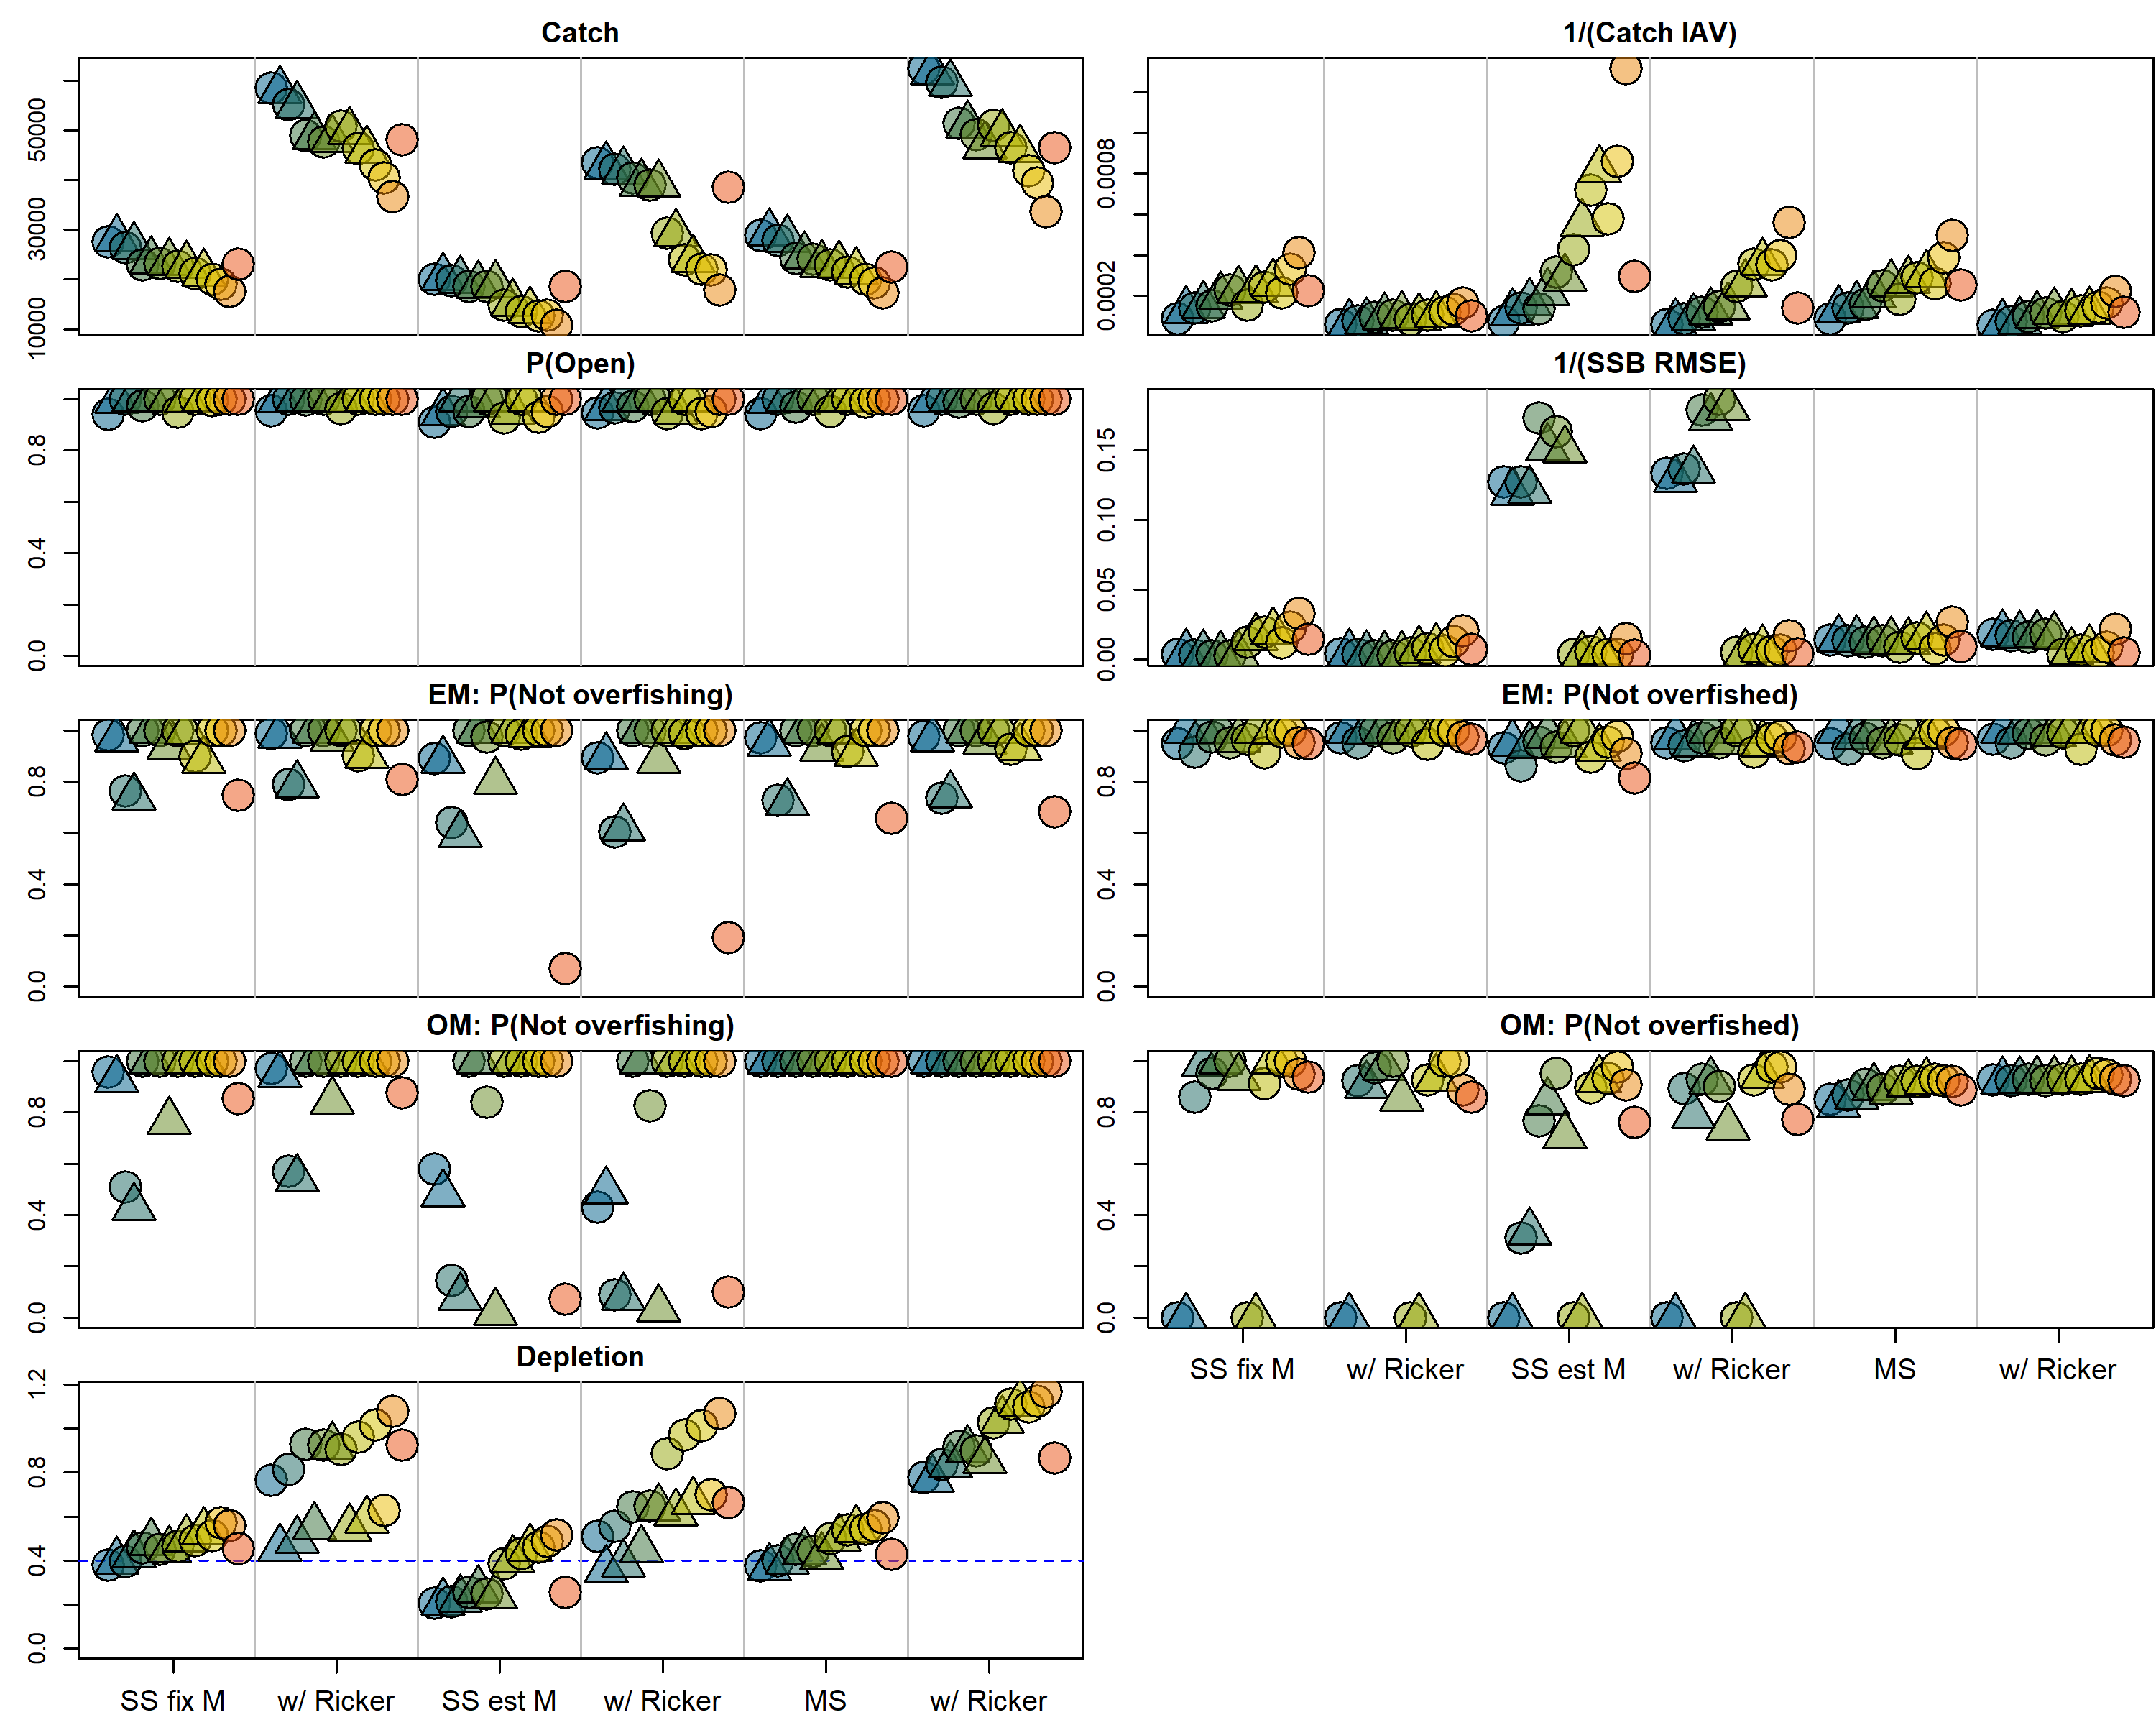 Catch
10000 30000 50000
1/(Catch IAV)
0.0002 0.0008
P(Open)
0.0 0.4 0.8
1/(SSB RMSE)
0.00 0.05 0.10 0.15
EM: P(Not overfishing)
0.0 0.4 0.8
EM: P(Not overfished)
0.0 0.4 0.8
OM: P(Not overfishing)
0.0 0.4 0.8
OM: P(Not overfished)
0.0 0.4 0.8
SS fix M w/ Ricker SS est M w/ Ricker MS w/ Ricker
Depletion
0.0 0.4 0.8 1.2
SS fix M w/ Ricker SS est M w/ Ricker MS w/ Ricker